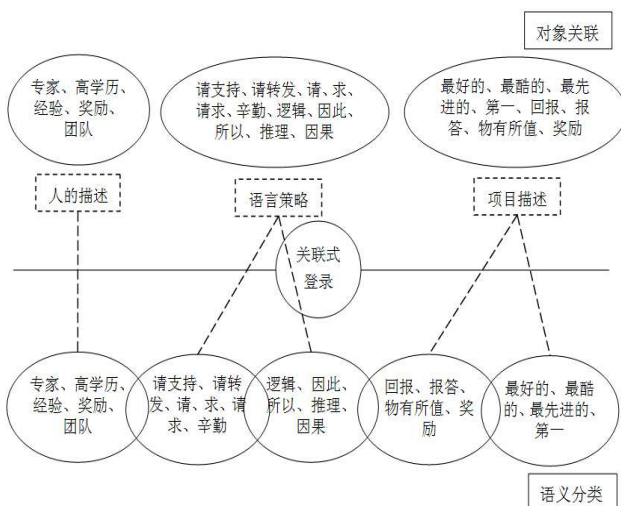 对象关联
专家、高学历、
经验、奖励、
团队
请支持、请转发、请、求、
请求、辛勤、逻辑、因此、
所以、推理、因果
最好的、最酷的、最先
进的、第一、回报、报
答、物有所值、奖励
人的描述
语言策略
项目描述
关联式
登录
专家、高学历、
经验、奖励、
团队
请支持、请转
发、请、求、请
求、辛勤
逻辑、因此、
所以、推理、
因果
回报、报答、
物有所值、奖
励
最好的、最酷
的、最先进的、
第一
语义分类